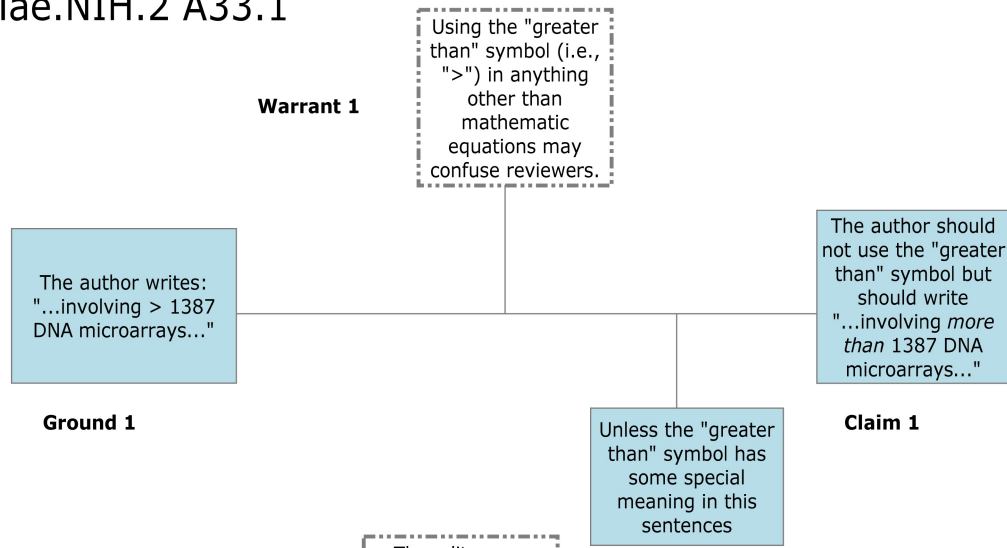 iae.NIH.2 A33.1
Using the "greater
than" symbol (i.e.,
">") in anything
other than
mathematic
equations may
confuse reviewers.
Warrant 1
The author writes:
"...involving > 1387
DNA microarrays..."
Ground 1
The author should
not use the "greater
than" symbol but
should write
"...involving more
than 1387 DNA
microarrays..."
Claim 1
Unless the "greater
than" symbol has
some special
meaning in this
sentences